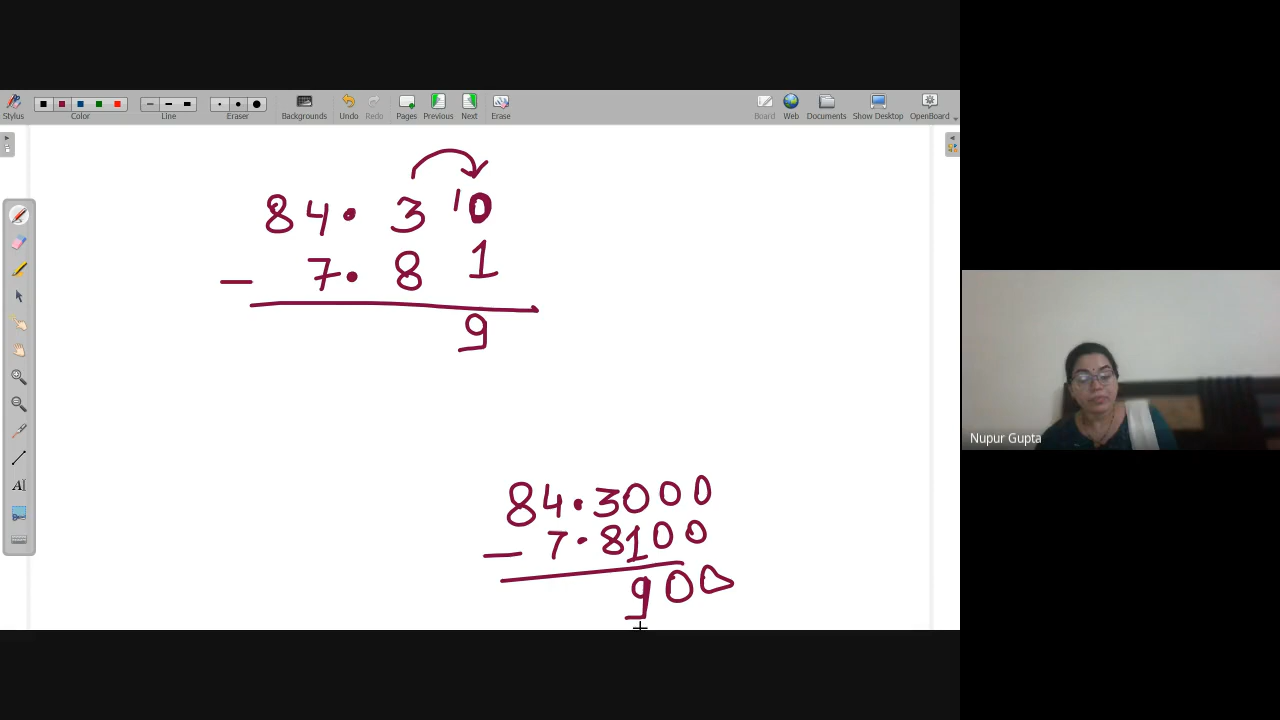 Stylus
Color
Line
Eraser
Backgrounds
Undo
Redo
Pages
Previous
Next
Erase
Board
Web
Documents
Show Desktop
OpenBoard
84.3 10
- 7.8 1
9
Nupur Gupta
84.3000
- 7.8100
900